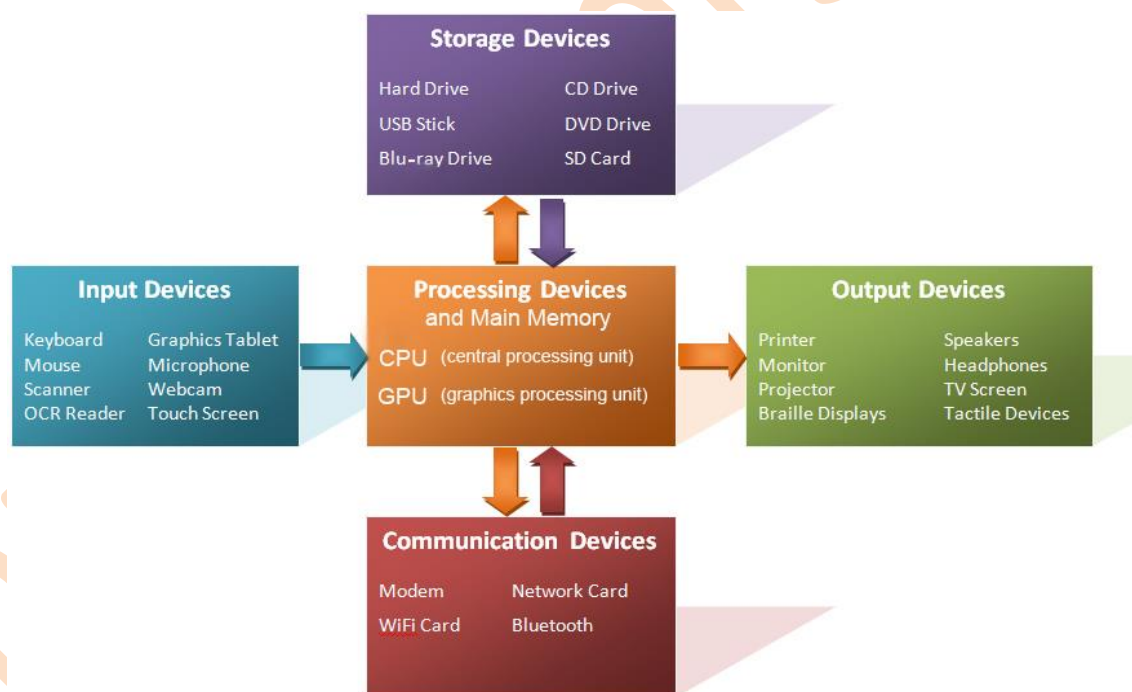 Storage Devices
Hard Drive CD Drive
USB Stick DVD Drive
Blu-ray Drive SD Card
Input Devices
Keyboard Graphics Tablet
Mouse Microphone
Scanner Webcam
OCR Reader Touch Screen
Processing Devices
and Main Memory
CPU (central processing unit)
GPU (graphics processing unit)
Output Devices
Printer Speakers
Monitor Headphones
Projector TV Screen
Braille Displays Tactile Devices
Communication Devices
Modem Network Card
WiFi Card Bluetooth